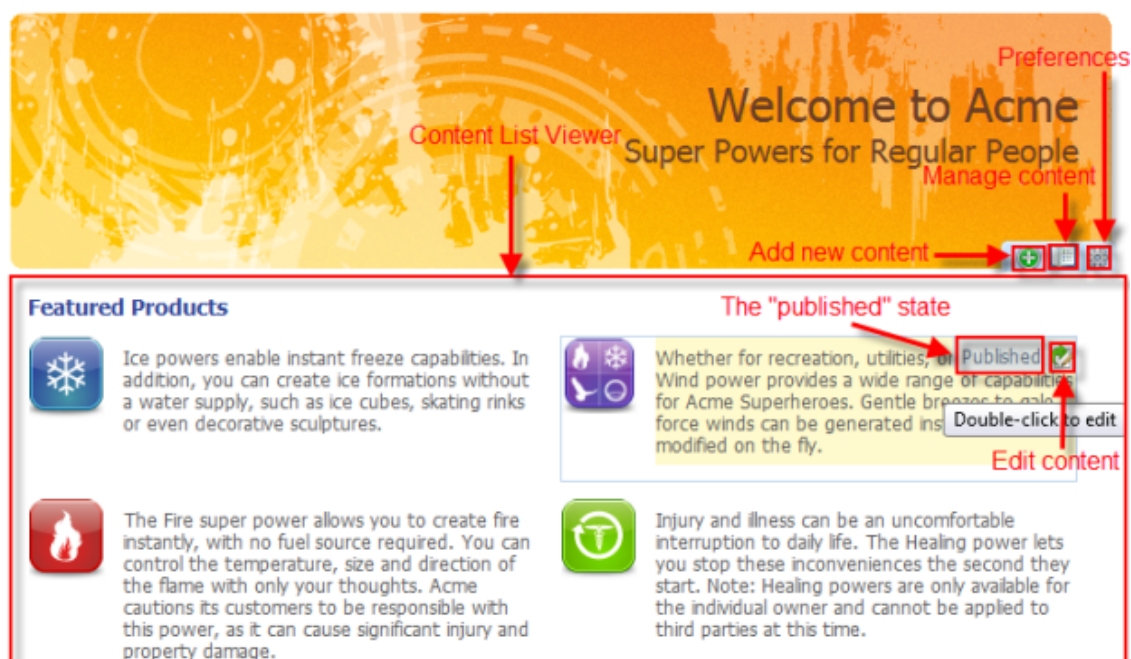 Preferences
Welcome to Acme
Content List Viewer
Super Powers for Regular People
Manage content
Add new content
Featured Products
The "published" state
Ice powers enable instant freeze capabilities. In
addition, you can create ice formations without
a water supply, such as ice cubes, skating rinks
or even decorative sculptures.
Whether for recreation, utilities, or Published
Wind power provides a wide range of capabilities
for Acme Superheroes. Gentle breezes to gale
force winds can be generated ins
modified on the fly.
Double-click to edit
Edit content
The Fire super power allows you to create fire
instantly, with no fuel source required. You can
control the temperature, size and direction of
the flame with only your thoughts. Acme
cautions its customers to be responsible with
this power, as it can cause significant injury and
property damage.
Injury and illness can be an uncomfortable
interruption to daily life. The Healing power lets
you stop these inconveniences the second they
start. Note: Healing powers are only available for
the individual owner and cannot be applied to
third parties at this time.